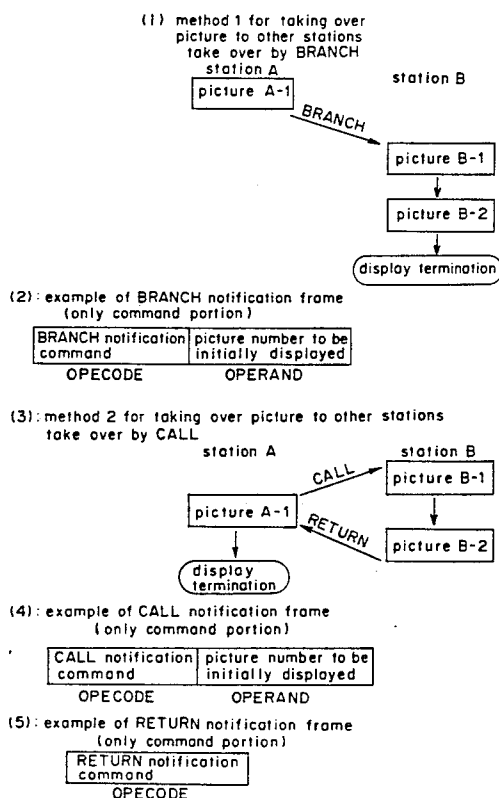 (1) method 1 for taking over
picture to other stations
take over by BRANCH
station A
station B
picture A-1
BRANCH
picture B-1
picture B-2
display termination
(2): example of BRANCH notification frame
(only command portion)
BRANCH notification command
picture number to be initially displayed
OPECODE
OPERAND
(3): method 2 for taking over picture to other stations
take over by CALL
station A
station B
CALL
picture B-1
picture A-1
RETURN
picture B-2
display
termination
(4): example of CALL notification frame
(only command portion)
CALL notification command
picture number to be initially displayed
OPECODE
OPERAND
(5): example of RETURN notification frame
(only command portion)
RETURN notification
command
OPECODE